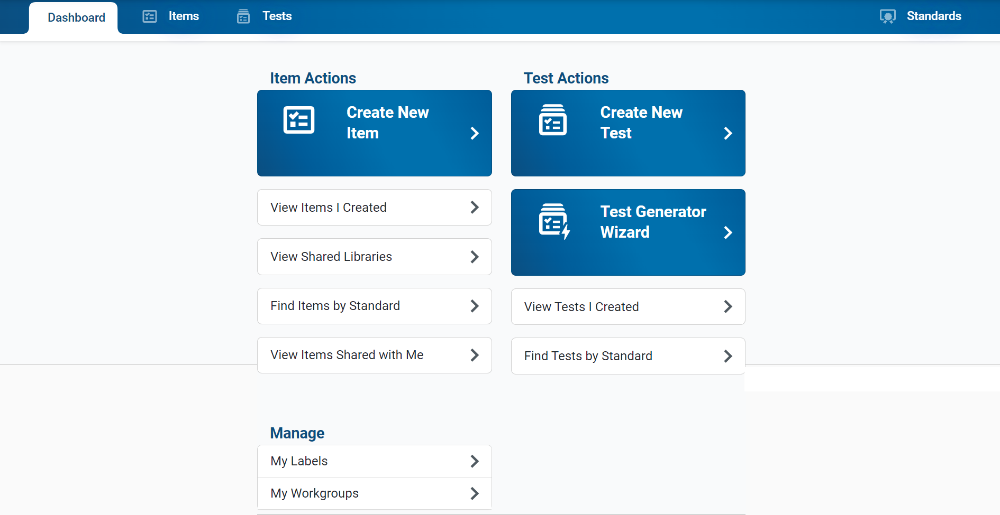 Dashboard
Items
Tests
Standards
Item Actions
Create New
Item
View Items I Created
View Shared Libraries
Find Items by Standard
View Items Shared with Me
Test Actions
Create New
Test
Test Generator
Wizard
View Tests I Created
Find Tests by Standard
Manage
My Labels
My Workgroups